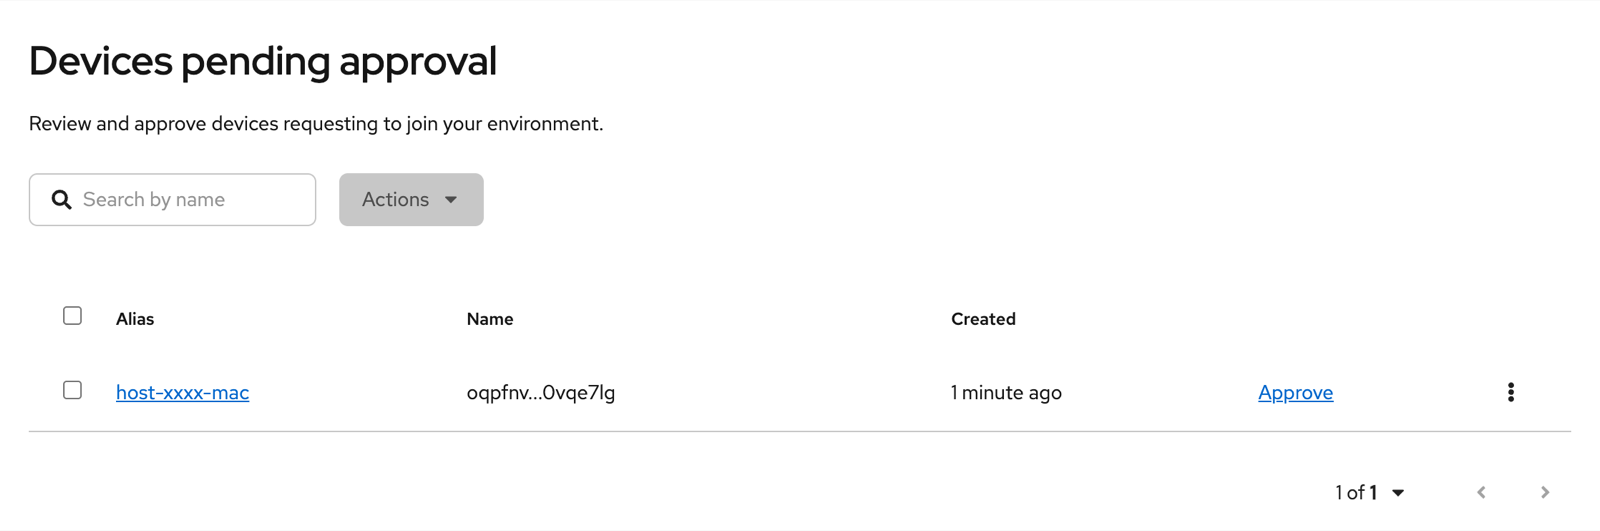 Devices pending approval
Review and approve devices requesting to join your environment.
Search by name
Actions
Alias Name Created
host-xxxx-mac oqpfnv...0vqe7lg 1 minute ago Approve
1 of 1